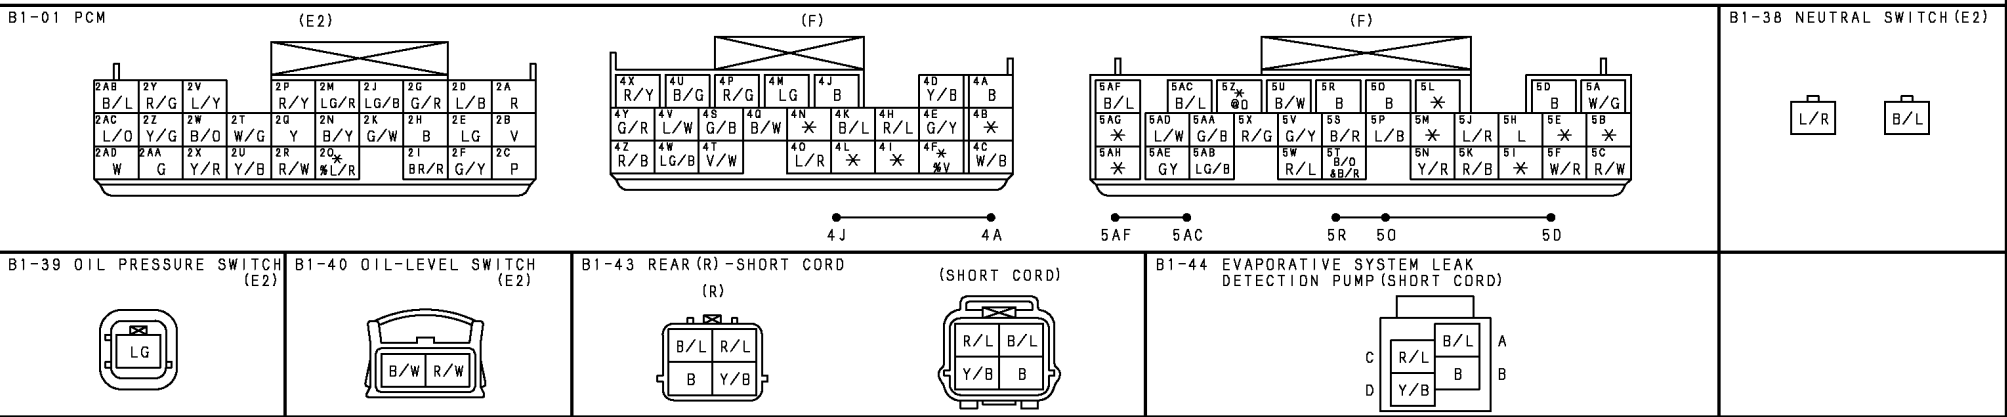 B1-01 PCM
(E2)
(F)
(F)
B1-38 NEUTRAL SWITCH(E2)
2AB 2Y 2V 2P 2M 2J 2G 2D 2A
B/L R/G L/Y R/Y LG/R LG/B G/R L/B R
2AC 2Z 2W 2T 2Q 2N 2K 2H 2E 2B
L/O Y/G B/O W/G Y B/Y G/W B LG V
2AD 2AA 2X 2U 2R 2O 2I 2F 2C
W G Y/R Y/B R/W * %L/R BR/R G/Y P
4X 4U 4P 4M 4J 4D 4A
R/Y B/G R/G LG B Y/B B
4Y 4V 4S 4Q 4N 4K 4H 4E 4B
G/R L/W G/B B/W * B/L R/L G/Y *
4Z 4W 4T 4O 4L 4I 4F 4C
R/B LG/B V/W L/R * * * %V W/B
4J 4A
5AF 5AC 5Z 5U 5R 5O 5L 5D 5A
B/L B/L * @O B/W B B * B W/G
5AG 5AD 5AA 5X 5V 5S 5P 5M 5J 5H 5E 5B
* L/W G/B R/G G/Y B/R L/B * L/R L * *
5AH 5AE 5AB 5W 5T 5N 5K 5I 5F 5C
* GY LG/B R/L B/O &B/R Y/R R/B * W/R R/W
5AF 5AC 5R 5O 5D
L/R B/L
B1-39 OIL PRESSURE SWITCH
(E2)
LG
B1-40 OIL-LEVEL SWITCH
(E2)
B/W R/W
B1-43 REAR(R)-SHORT CORD
(R)
B/L R/L
B Y/B
(SHORT CORD)
R/L B/L
Y/B B
B1-44 EVAPORATIVE SYSTEM LEAK
DETECTION PUMP(SHORT CORD)
B/L A
C R/L
B B
D Y/B